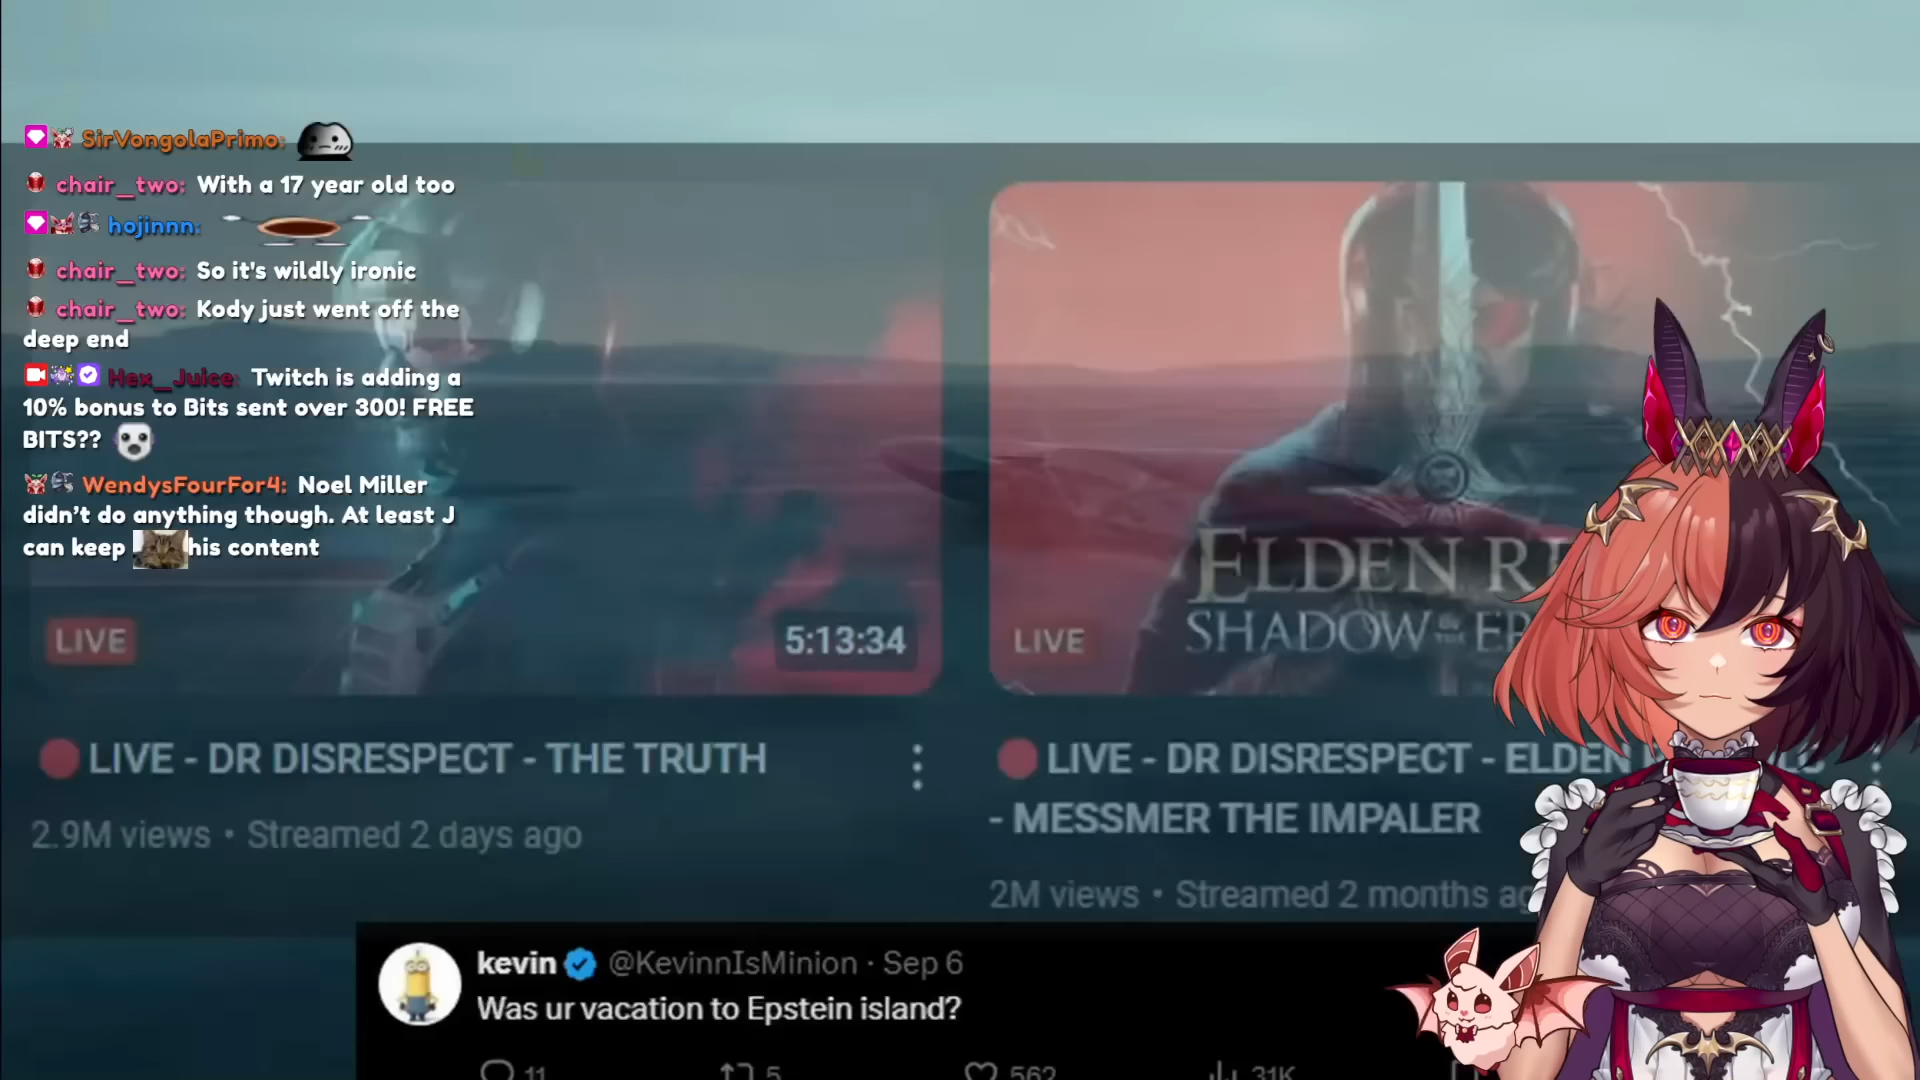 SirVongolaPrimo:
chair_two: With a 17 year old too
hojinnn:
chair_two: So it's wildly ironic
chair_two: Kody just went off the
deep end
Hex_Juice: Twitch is adding a
10% bonus to Bits sent over 300! FREE
BITS??
WendysFourFor4: Noel Miller
didn't do anything though. At least J
can keep his content
LIVE
5:13:34
LIVE - DR DISRESPECT - THE TRUTH
2.9M views • Streamed 2 days ago
ELDEN
SHADOW OF THE
LIVE
LIVE - DR DISRESPECT - ELDEN
- MESSMER THE IMPALER
2M views • Streamed 2 months
kevin @KevinnIsMinion · Sep 6
Was ur vacation to Epstein island?
11 5 562 31K